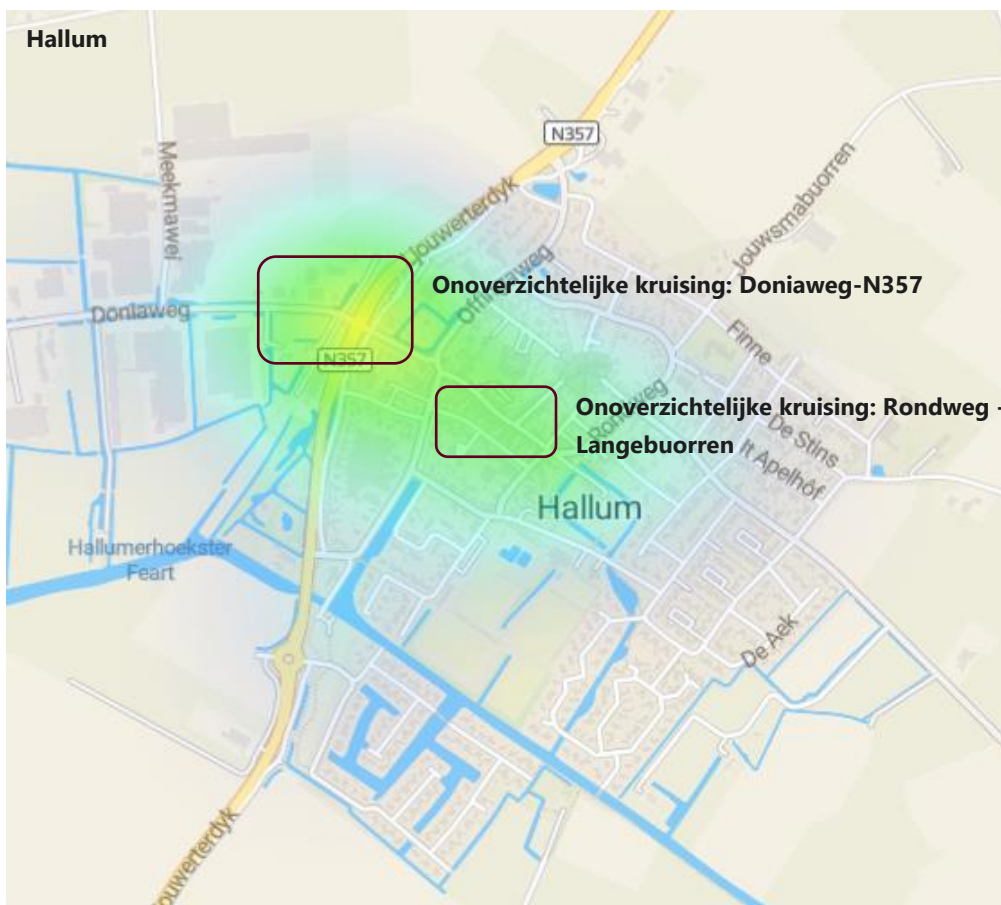 Hallum
N357
Meekmawei
Jouwerterdyk
Jouwsmabuorren
Offingaweg
Onoverzichtelijke kruising: Doniaweg-N357
Doniaweg
Finne
N357
Rondweg
Onoverzichtelijke kruising: Rondweg -
Langebuorren
De Stins
It Apelhôf
Hallum
Hallumerhoekster
Feart
De Aek
Jouwerterdyk